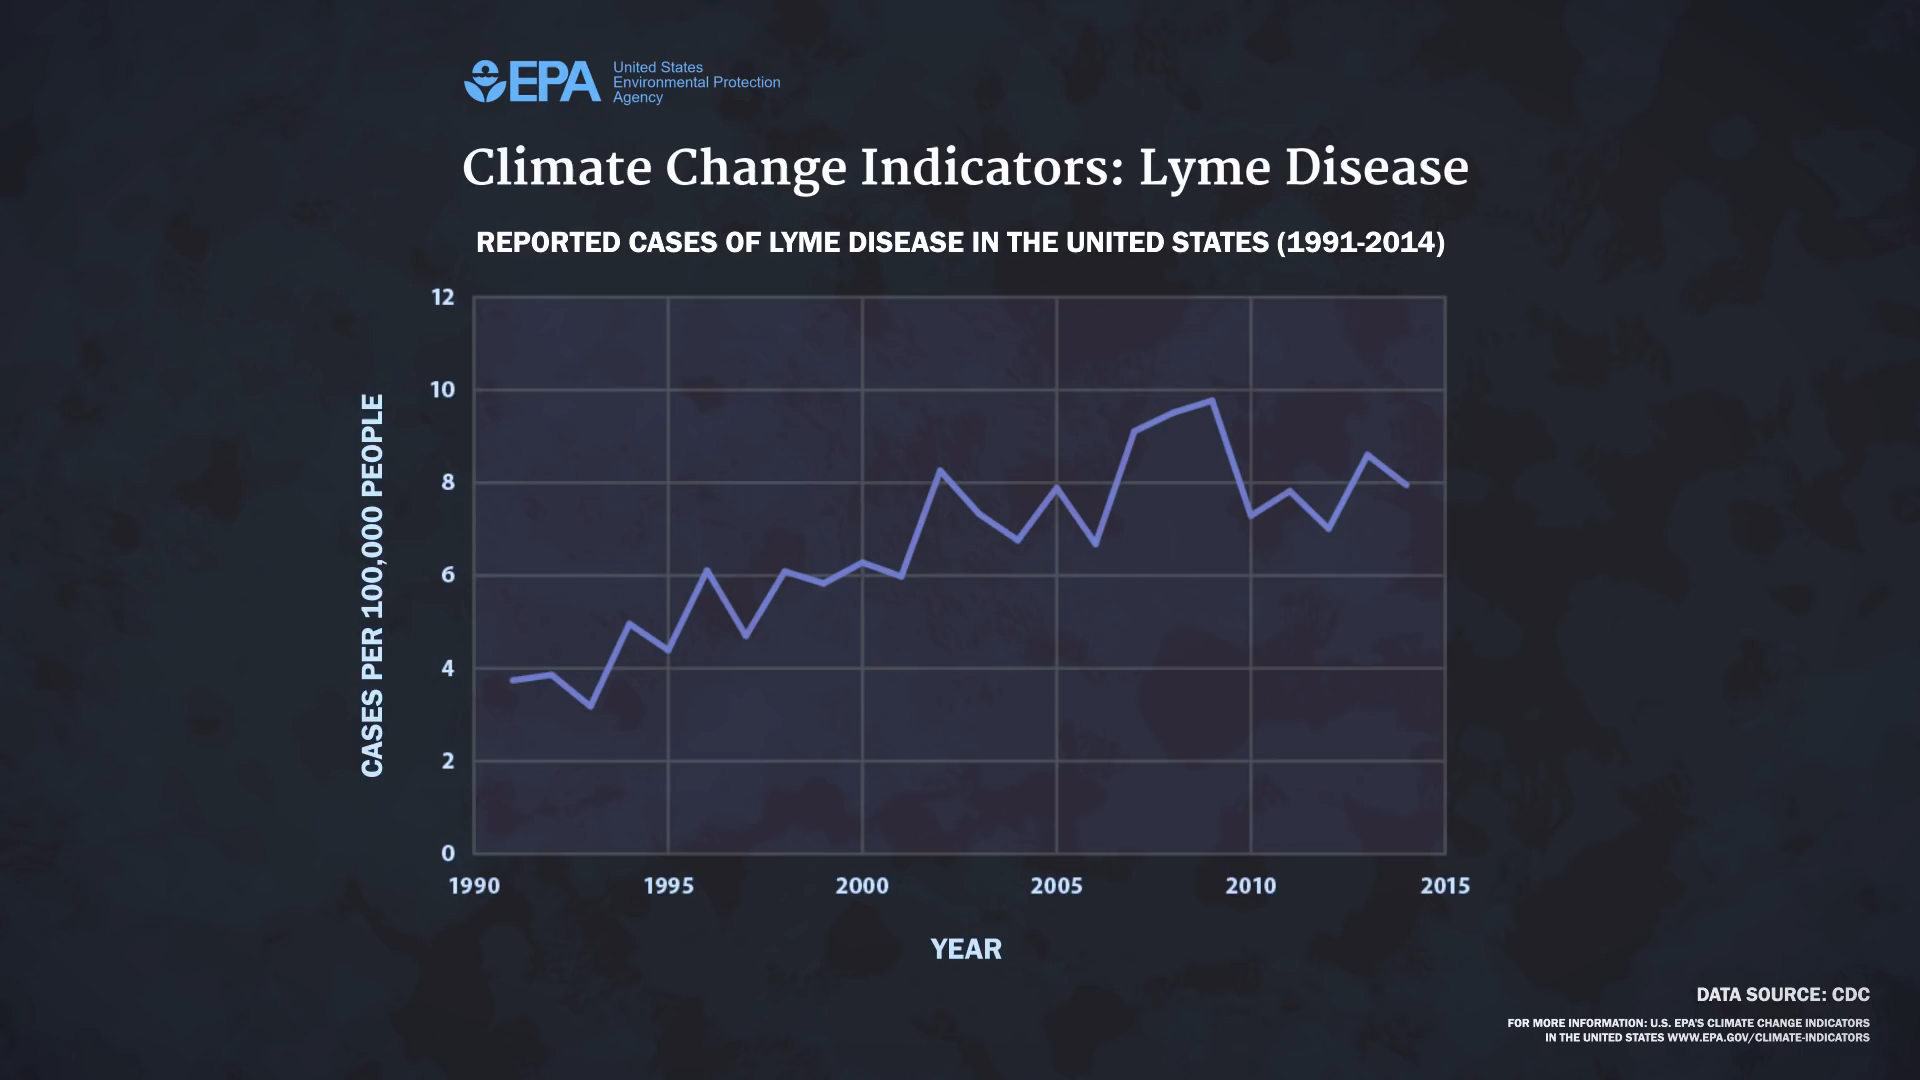 EPA
United States
Environmental Protection
Agency
Climate Change Indicators: Lyme Disease
REPORTED CASES OF LYME DISEASE IN THE UNITED STATES (1991-2014)
CASES PER 100,000 PEOPLE
12
10
8
6
4
2
0
1990 1995 2000 2005 2010 2015
YEAR
DATA SOURCE: CDC
FOR MORE INFORMATION: U.S. EPA'S CLIMATE CHANGE INDICATORS
IN THE UNITED STATES WWW.EPA.GOV/CLIMATE-INDICATORS